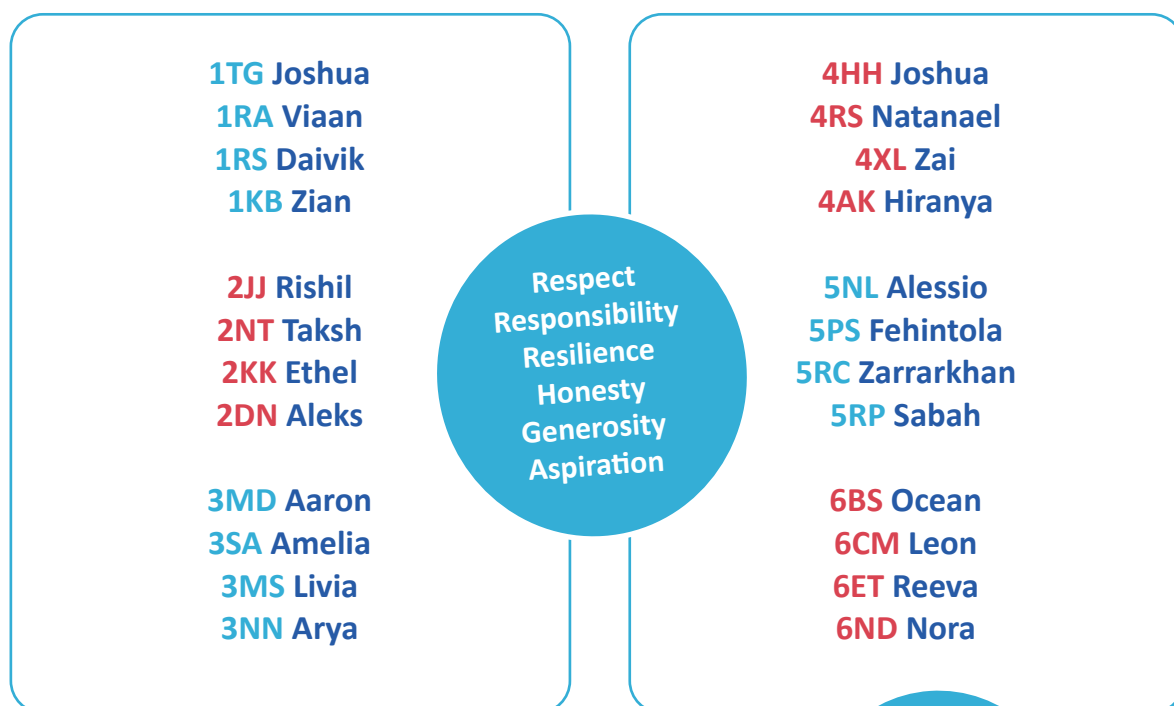 1TG Joshua
1RA Viaan
1RS Daivik
1KB Zian
2JJ Rishil
2NT Taksh
2KK Ethel
2DN Aleks
3MD Aaron
3SA Amelia
3MS Livia
3NN Arya
Respect
Responsibility
Resilience
Honesty
Generosity
Aspiration
4HH Joshua
4RS Natanael
4XL Zai
4AK Hiranya
5NL Alessio
5PS Fehintola
5RC Zarrarkhan
5RP Sabah
6BS Ocean
6CM Leon
6ET Reeva
6ND Nora